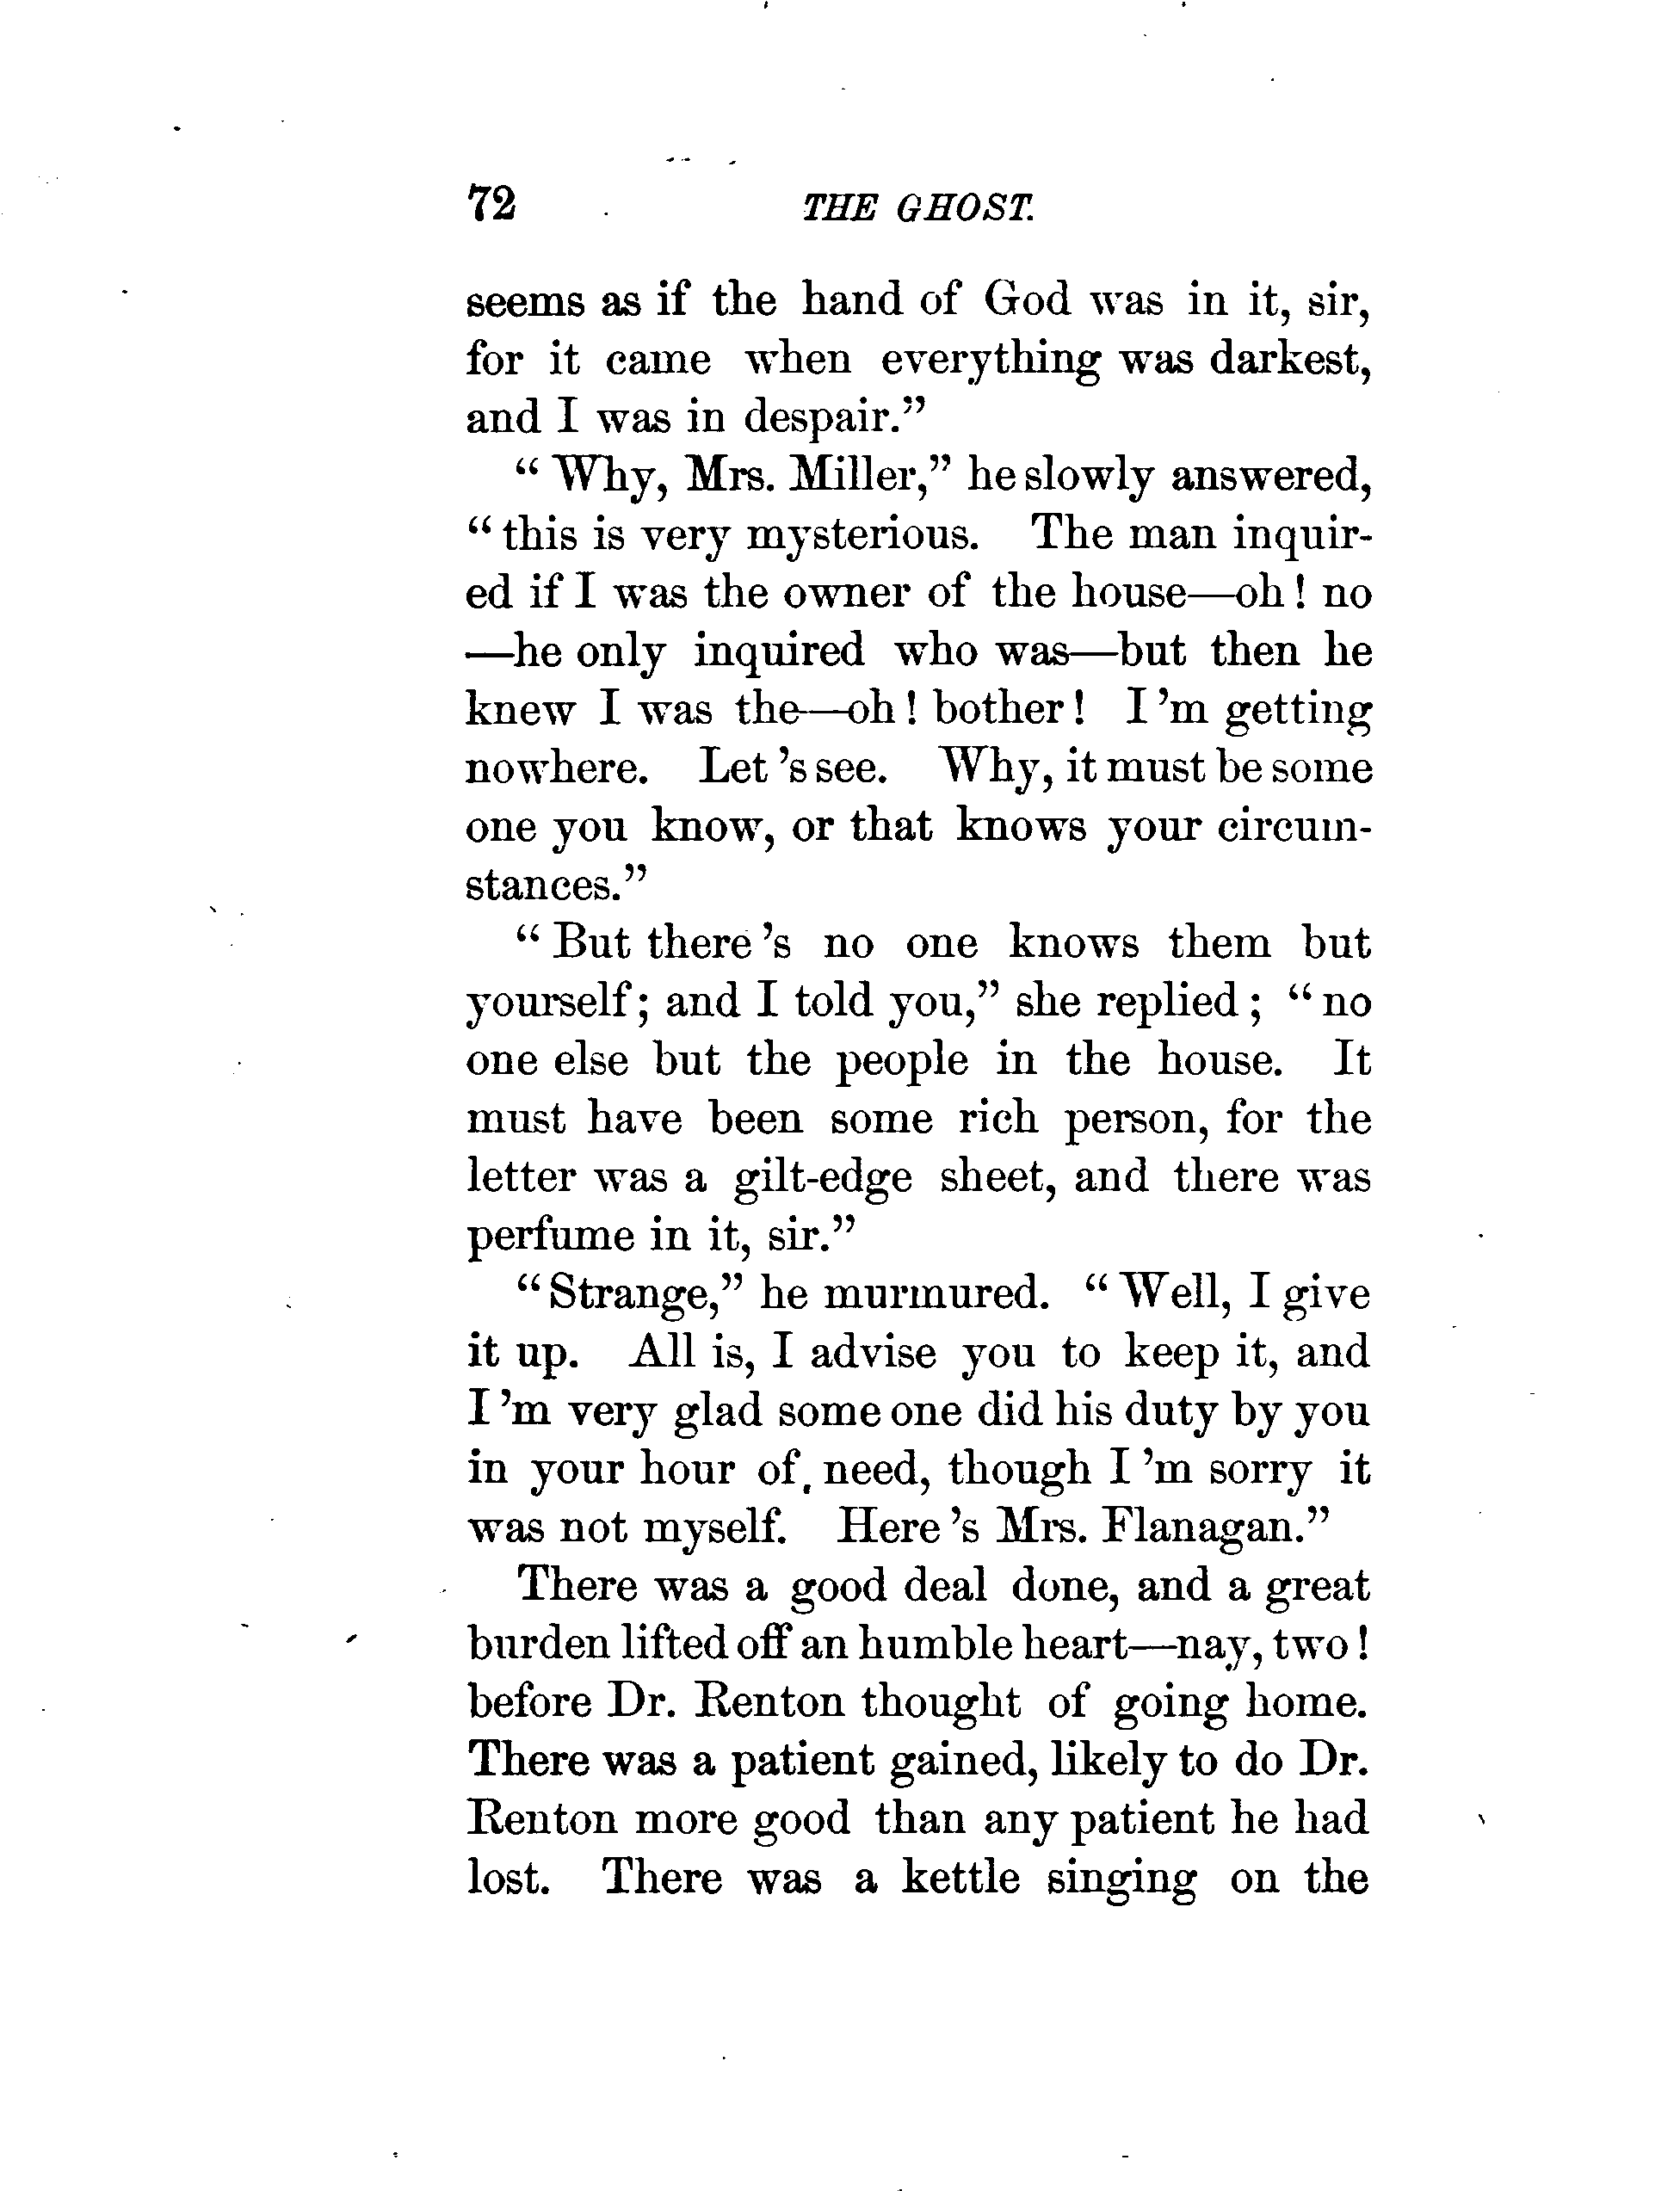 72 THE GHOST.
seems as if the hand of God was in it, sir,
for it came when everything was darkest,
and I was in despair.”
“ Why, Mrs. Miller,” he slowly answered,
“ this is very mysterious. The man inquir-
ed if I was the owner of the house—oh ! no
—he only inquired who was—but then he
knew I was the—oh ! bother ! I 'm getting
nowhere. Let 's see. Why, it must be some
one you know, or that knows your circum-
stances.”
“ But there 's no one knows them but
yourself ; and I told you,” she replied ; “ no
one else but the people in the house. It
must have been some rich person, for the
letter was a gilt-edge sheet, and there was
perfume in it, sir.”
“ Strange,” he murmured. “ Well, I give
it up. All is, I advise you to keep it, and
I 'm very glad some one did his duty by you
in your hour of need, though I 'm sorry it
was not myself. Here 's Mrs. Flanagan.”
There was a good deal done, and a great
burden lifted off an humble heart—nay, two !
before Dr. Renton thought of going home.
There was a patient gained, likely to do Dr.
Renton more good than any patient he had
lost. There was a kettle singing on the